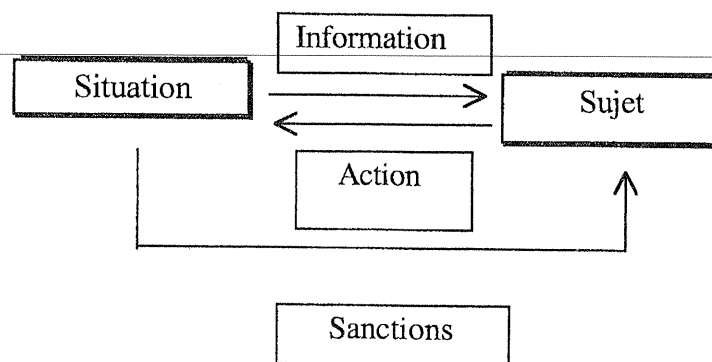 Information
Situation
Sujet
Action
Sanctions